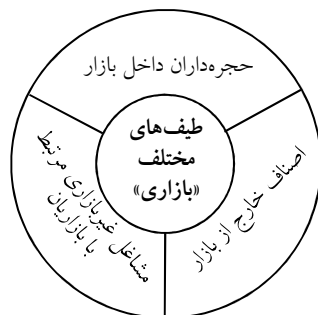 حجره‌داران داخل بازار
طیف‌های
مختلف
«بازاری»
اصناف خارج از بازار
مشاغل غیربازاری مرتبط
با بازاریان